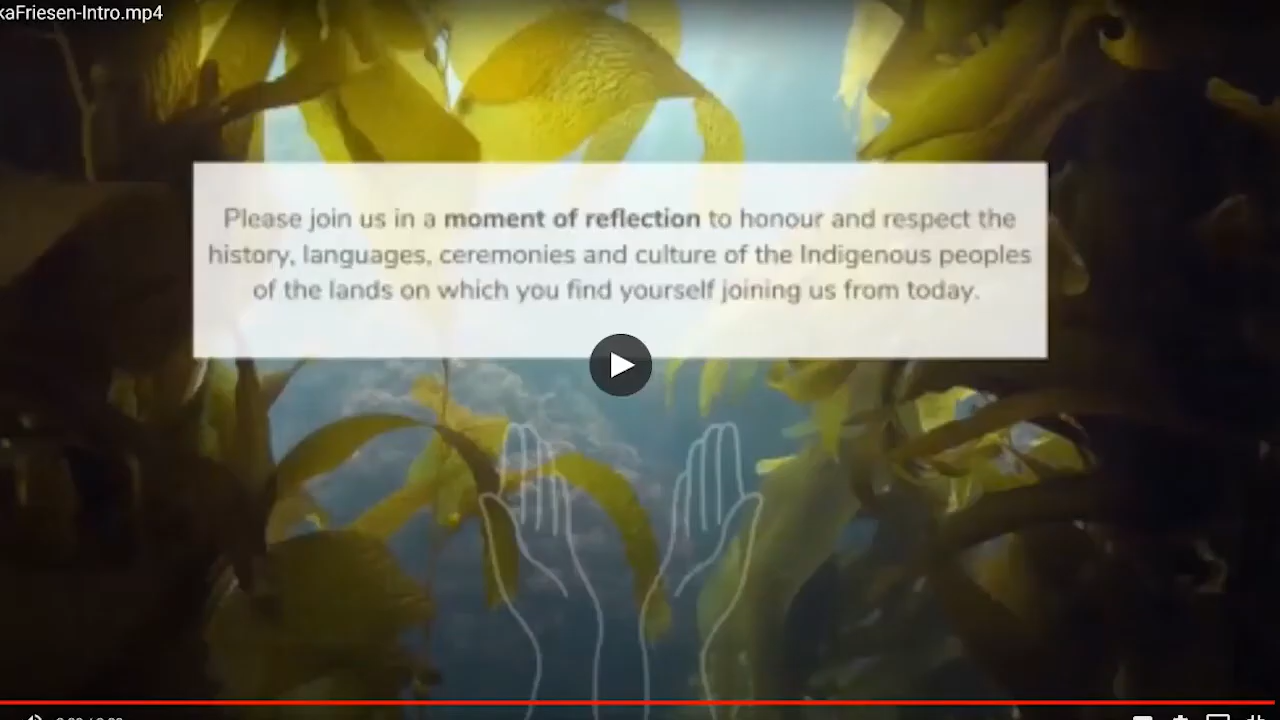 kaFriesen-Intro.mp4
Please join us in a moment of reflection to honour and respect the
history, languages, ceremonies and culture of the Indigenous peoples
of the lands on which you find yourself joining us from today.